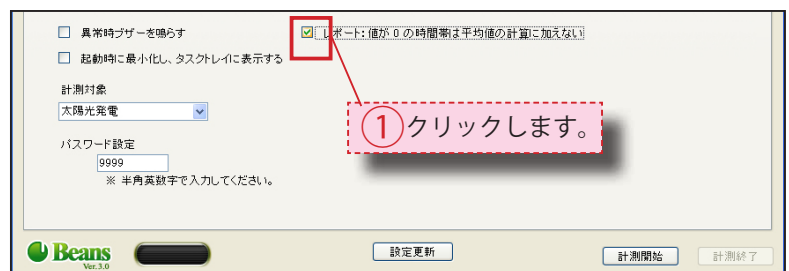 異常時ブザーを鳴らす
レポート:値が 0 の時間帯は平均値の計算に加えない
起動時に最小化し、タスクトレイに表示する
計測対象
太陽光発電
①クリックします。
パスワード設定
9999
※ 半角英数字で入力してください。
Beans
Ver.3.0
設定更新
計測開始
計測終了